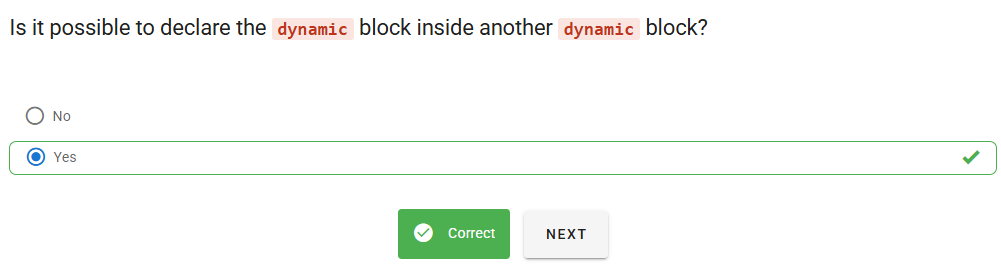 Is it possible to declare the dynamic block inside another dynamic block?
No
Yes
Correct
NEXT